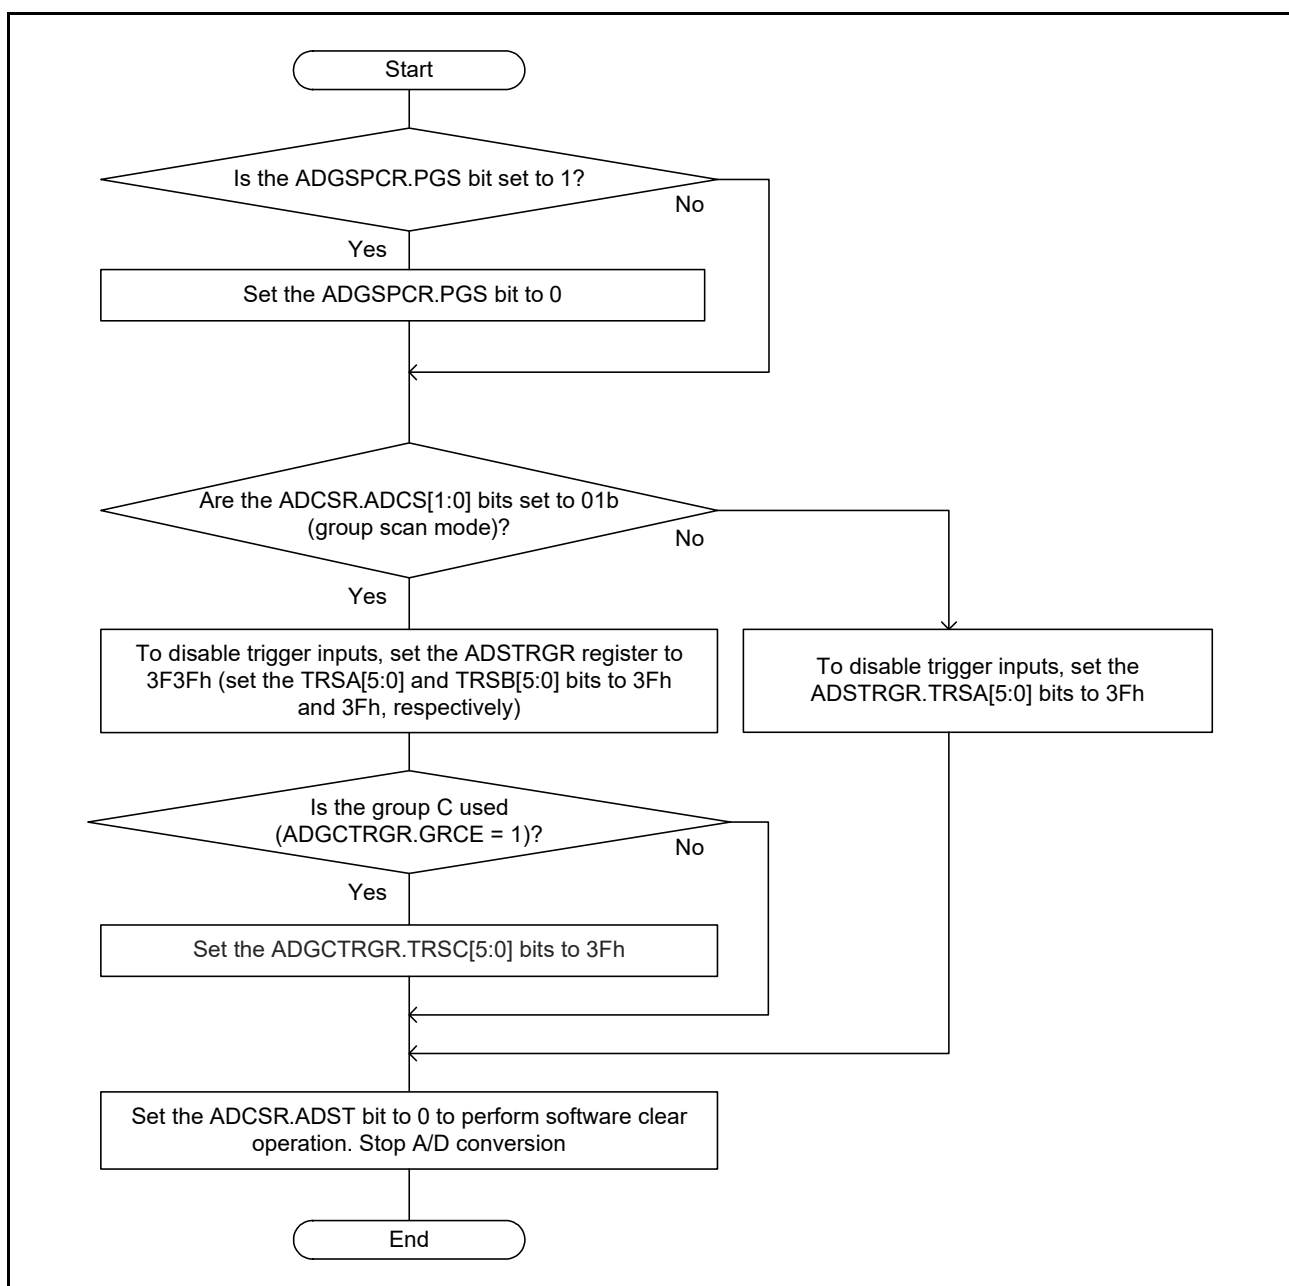 Start
Is the ADGSPCR.PGS bit set to 1?
No
Yes
Set the ADGSPCR.PGS bit to 0
Are the ADCSR.ADCS[1:0] bits set to 01b
(group scan mode)?
No
Yes
To disable trigger inputs, set the ADSTRGR register to
3F3Fh (set the TRSA[5:0] and TRSB[5:0] bits to 3Fh
and 3Fh, respectively)
To disable trigger inputs, set the
ADSTRGR.TRSA[5:0] bits to 3Fh
Is the group C used
(ADGCTRGR.GRCE = 1)?
No
Yes
Set the ADGCTRGR.TRSC[5:0] bits to 3Fh
Set the ADCSR.ADST bit to 0 to perform software clear
operation. Stop A/D conversion
End